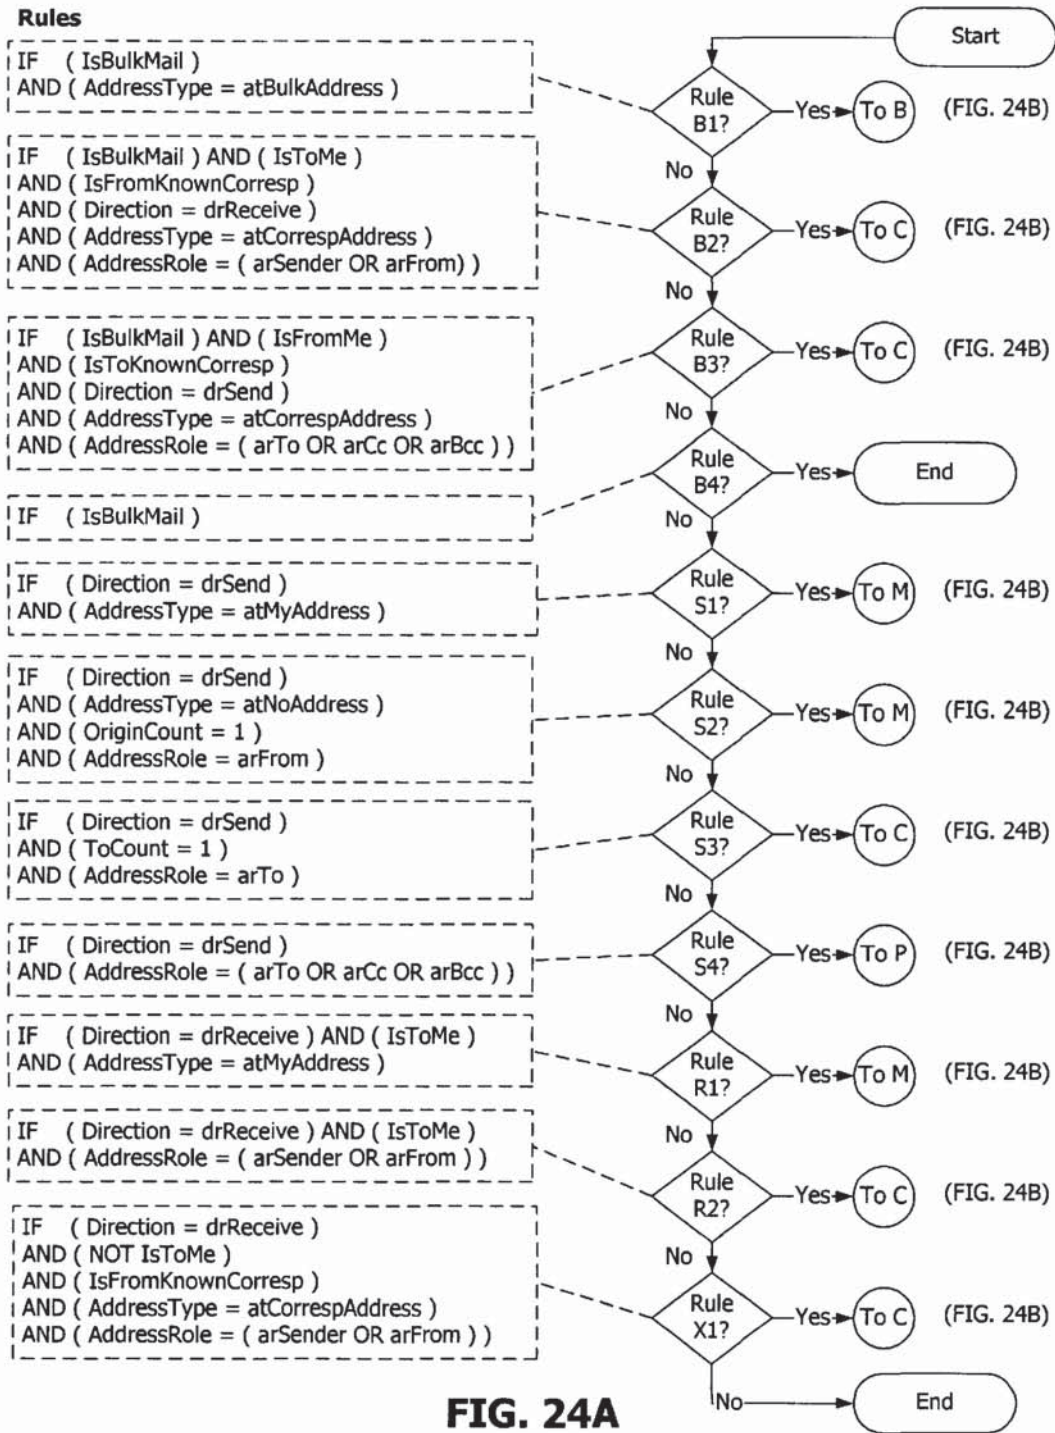 Rules
Start
IF ( IsBulkMail )
AND ( AddressType = atBulkAddress )
Rule
B1?
Yes
To B
(FIG. 24B)
No
IF ( IsBulkMail ) AND ( IsToMe )
AND ( IsFromKnownCorresp )
AND ( Direction = drReceive )
AND ( AddressType = atCorrespAddress )
AND ( AddressRole = ( arSender OR arFrom) )
Rule
B2?
Yes
To C
(FIG. 24B)
No
IF ( IsBulkMail ) AND ( IsFromMe )
AND ( IsToKnownCorresp )
AND ( Direction = drSend )
AND ( AddressType = atCorrespAddress )
AND ( AddressRole = ( arTo OR arCc OR arBcc ) )
Rule
B3?
Yes
To C
(FIG. 24B)
No
IF ( IsBulkMail )
Rule
B4?
Yes
End
No
IF ( Direction = drSend )
AND ( AddressType = atMyAddress )
Rule
S1?
Yes
To M
(FIG. 24B)
No
IF ( Direction = drSend )
AND ( AddressType = atNoAddress )
AND ( OriginCount = 1 )
AND ( AddressRole = arFrom )
Rule
S2?
Yes
To M
(FIG. 24B)
No
IF ( Direction = drSend )
AND ( ToCount = 1 )
AND ( AddressRole = arTo )
Rule
S3?
Yes
To C
(FIG. 24B)
No
IF ( Direction = drSend )
AND ( AddressRole = ( arTo OR arCc OR arBcc ) )
Rule
S4?
Yes
To P
(FIG. 24B)
No
IF ( Direction = drReceive ) AND ( IsToMe )
AND ( AddressType = atMyAddress )
Rule
R1?
Yes
To M
(FIG. 24B)
No
IF ( Direction = drReceive ) AND ( IsToMe )
AND ( AddressRole = ( arSender OR arFrom ) )
Rule
R2?
Yes
To C
(FIG. 24B)
No
IF ( Direction = drReceive )
AND ( NOT IsToMe )
AND ( IsFromKnownCorresp )
AND ( AddressType = atCorrespAddress )
AND ( AddressRole = ( arSender OR arFrom ) )
Rule
X1?
Yes
To C
(FIG. 24B)
No
End
FIG. 24A